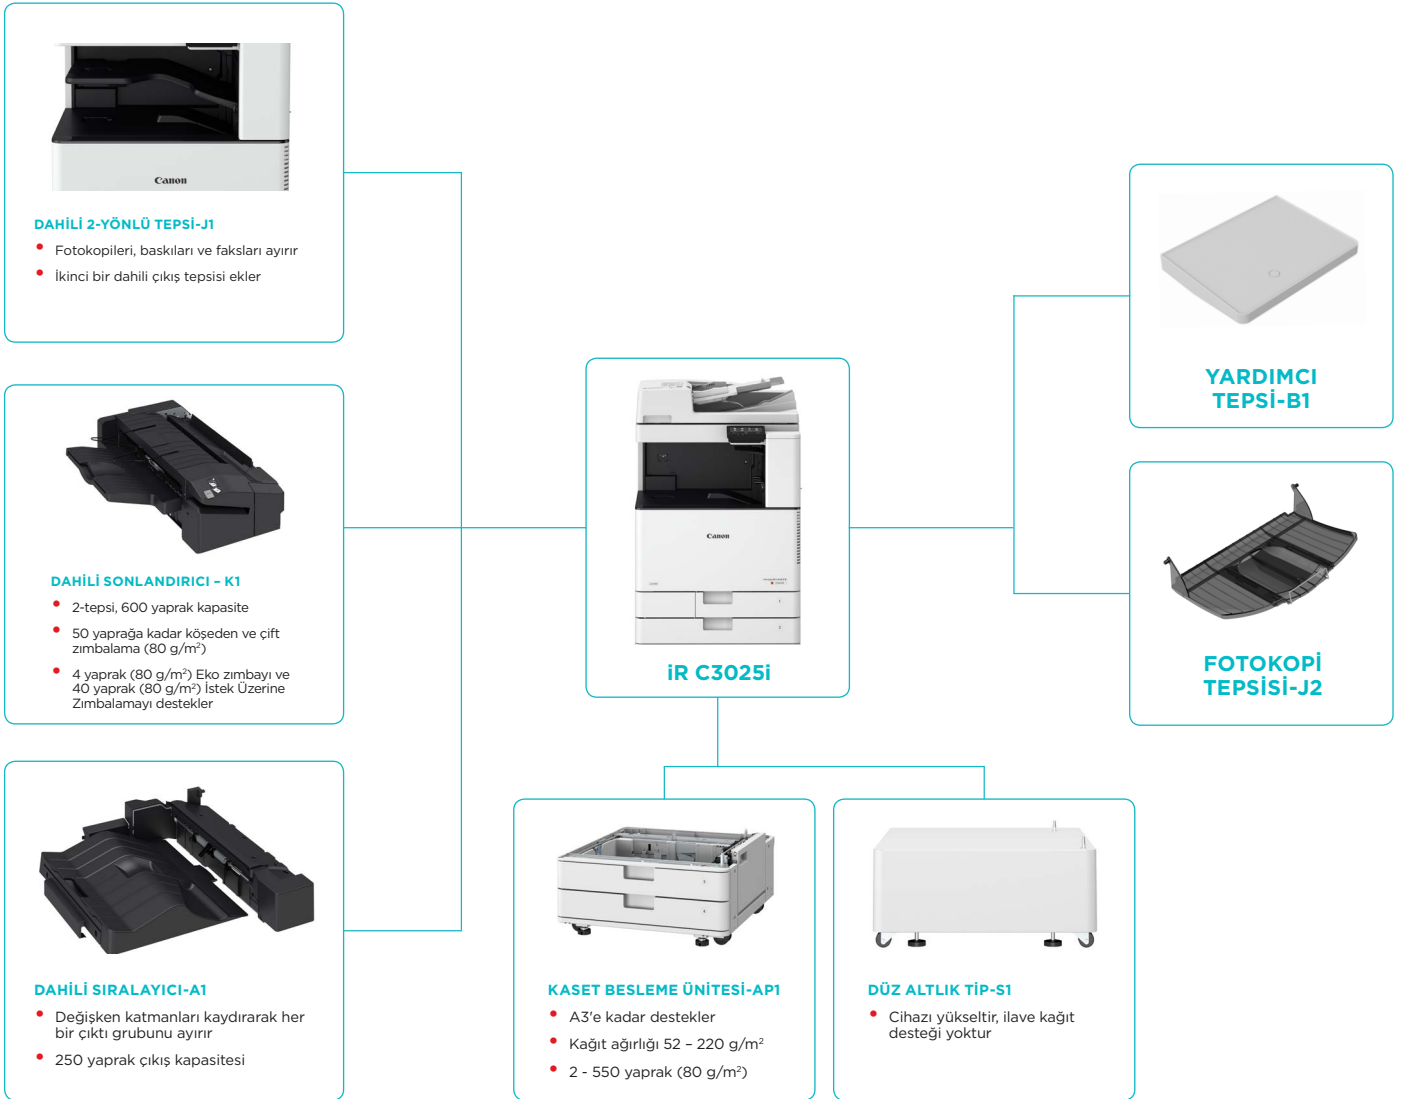 Canon
DAHİLİ 2-YÖNLÜ TEPSİ-J1
• Fotokopileri, baskıları ve faksları ayırır
• İkinci bir dahili çıkış tepsisi ekler
DAHİLİ SONLANDIRICI – K1
• 2-tepsi, 600 yaprak kapasite
• 50 yaprağa kadar köşeden ve çift
zımbalama (80 g/m²)
• 4 yaprak (80 g/m²) Eko zımbayı ve
40 yaprak (80 g/m²) İstek Üzerine
Zımbalamayı destekler
DAHİLİ SIRALAYICI-A1
• Değişken katmanları kaydırarak her
bir çıktı grubunu ayırır
• 250 yaprak çıkış kapasitesi
Canon
1
2
iR C3025i
YARDIMCI
TEPSİ-B1
FOTOKOPİ
TEPSİSİ-J2
3
4
KASET BESLEME ÜNİTESİ-AP1
• A3'e kadar destekler
• Kağıt ağırlığı 52 – 220 g/m²
• 2 - 550 yaprak (80 g/m²)
DÜZ ALTLIK TİP-S1
• Cihazı yükseltir, ilave kağıt
desteği yoktur